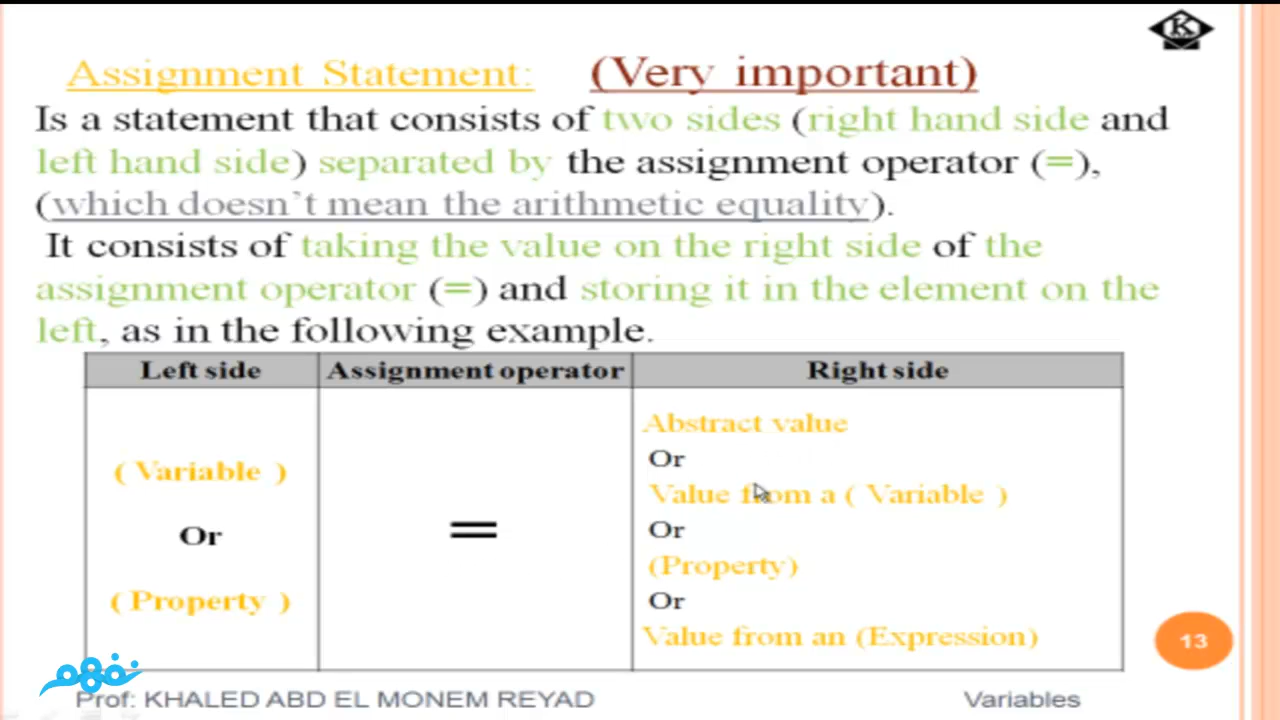 K
Assignment Statement: (Very important)
Is a statement that consists of two sides (right hand side and
left hand side) separated by the assignment operator (=),
(which doesn't mean the arithmetic equality).
It consists of taking the value on the right side of the
assignment operator (=) and storing it in the element on the
left, as in the following example.
Left side Assignment operator Right side
( Variable )
Or
( Property )
=
Abstract value
Or
Value from a ( Variable )
Or
(Property)
Or
Value from an (Expression)
13
نفهم
Prof: KHALED ABD EL MONEM REYAD Variables